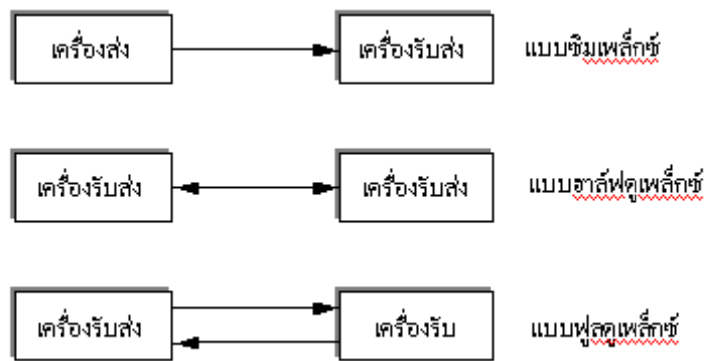 เครื่องส่ง เครื่องรับส่ง แบบซิมเพล็กซ์
เครื่องรับส่ง เครื่องรับส่ง แบบฮาล์ฟดูเพล็กซ์
เครื่องรับส่ง เครื่องรับ แบบฟูลดูเพล็กซ์